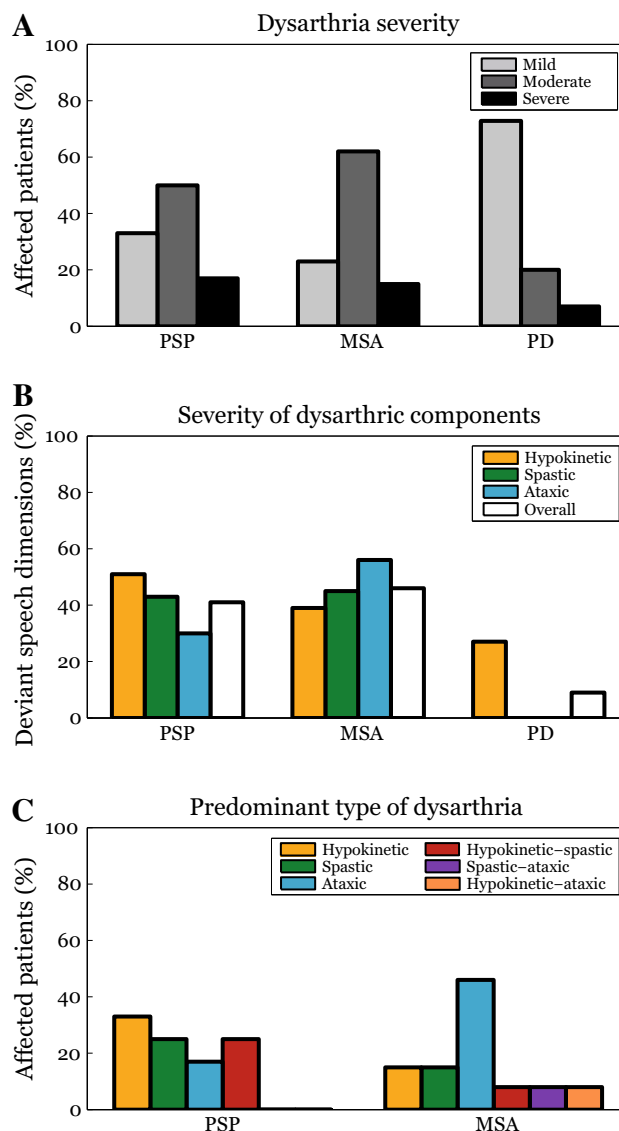 A
Dysarthria severity
Affected patients (%)
100
80
60
40
20
0
Mild
Moderate
Severe
PSP MSA PD
B
Severity of dysarthric components
Deviant speech dimensions (%)
100
80
60
40
20
0
Hypokinetic
Spastic
Ataxic
Overall
PSP MSA PD
C
Predominant type of dysarthria
Affected patients (%)
100
80
60
40
20
0
Hypokinetic
Spastic
Ataxic
Hypokinetic–spastic
Spastic–ataxic
Hypokinetic–ataxic
PSP MSA